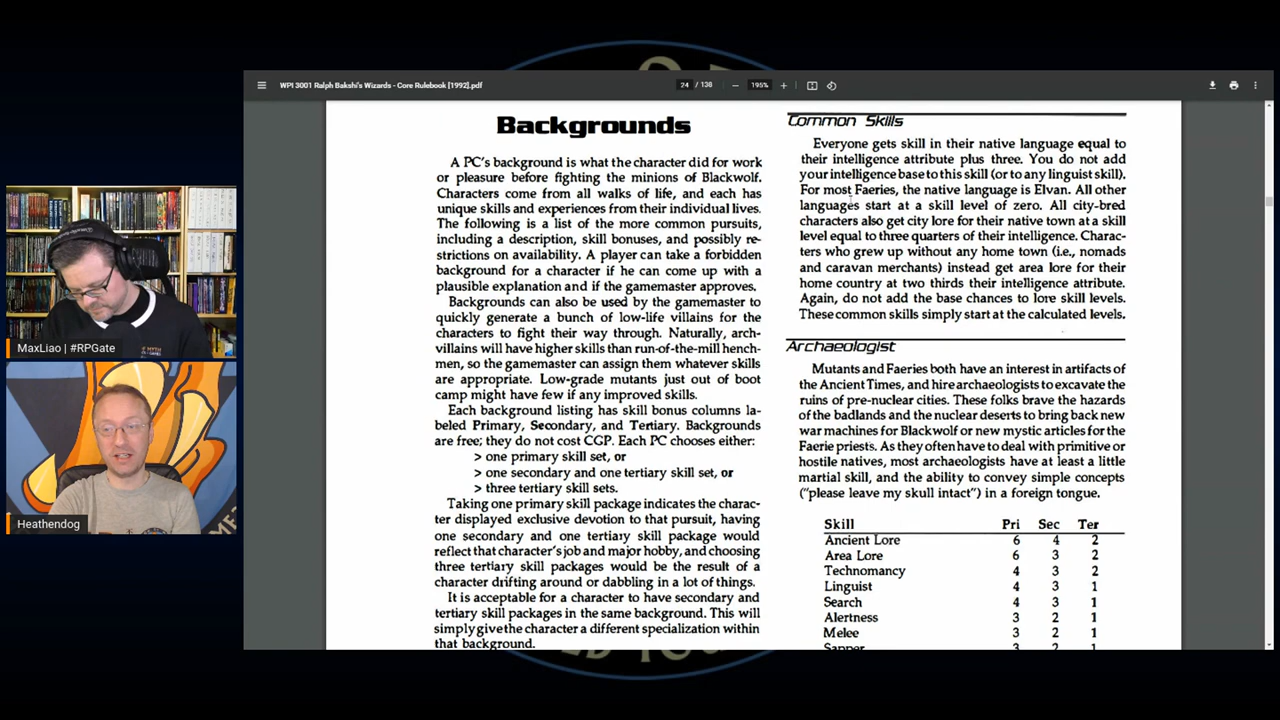 WPI 3001 Ralph Bakshi's Wizards - Core Rulebook [1992].pdf
24 / 138
195%
Backgrounds
A PC's background is what the character did for work
or pleasure before fighting the minions of Blackwolf.
Characters come from all walks of life, and each has
unique skills and experiences from their individual lives.
The following is a list of the more common pursuits,
including a description, skill bonuses, and possibly re-
strictions on availability. A player can take a forbidden
background for a character if he can come up with a
plausible explanation and if the gamemaster approves.
Backgrounds can also be used by the gamemaster to
quickly generate a bunch of low-life villains for the
characters to fight their way through. Naturally, arch-
villains will have higher skills than run-of-the-mill hench-
men, so the gamemaster can assign them whatever skills
are appropriate. Low-grade mutants just out of boot
camp might have few if any improved skills.
Each background listing has skill bonus columns la-
beled Primary, Secondary, and Tertiary. Backgrounds
are free; they do not cost CGP. Each PC chooses either:
> one primary skill set, or
> one secondary and one tertiary skill set, or
> three tertiary skill sets.
Taking one primary skill package indicates the charac-
ter displayed exclusive devotion to that pursuit, having
one secondary and one tertiary skill package would
reflect that character's job and major hobby, and choosing
three tertiary skill packages would be the result of a
character drifting around or dabbling in a lot of things.
It is acceptable for a character to have secondary and
tertiary skill packages in the same background. This will
simply give the character a different specialization within
that background.
Common Skills
Everyone gets skill in their native language equal to
their intelligence attribute plus three. You do not add
your intelligence base to this skill (or to any linguist skill).
For most Faeries, the native language is Elvan. All other
languages start at a skill level of zero. All city-bred
characters also get city lore for their native town at a skill
level equal to three quarters of their intelligence. Charac-
ters who grew up without any home town (i.e., nomads
and caravan merchants) instead get area lore for their
home country at two thirds their intelligence attribute.
Again, do not add the base chances to lore skill levels.
These common skills simply start at the calculated levels.
Archaeologist
Mutants and Faeries both have an interest in artifacts of
the Ancient Times, and hire archaeologists to excavate the
ruins of pre-nuclear cities. These folks brave the hazards
of the badlands and the nuclear deserts to bring back new
war machines for Blackwolf or new mystic articles for the
Faerie priests. As they often have to deal with primitive or
hostile natives, most archaeologists have at least a little
martial skill, and the ability to convey simple concepts
("please leave my skull intact") in a foreign tongue.
Skill Pri Sec Ter
Ancient Lore 6 4 2
Area Lore 6 3 2
Technomancy 4 3 2
Linguist 4 3 1
Search 4 3 1
Alertness 3 2 1
Melee 3 2 1
Sapper 3 2 1
MaxLiao | #RPGate
Heathendog